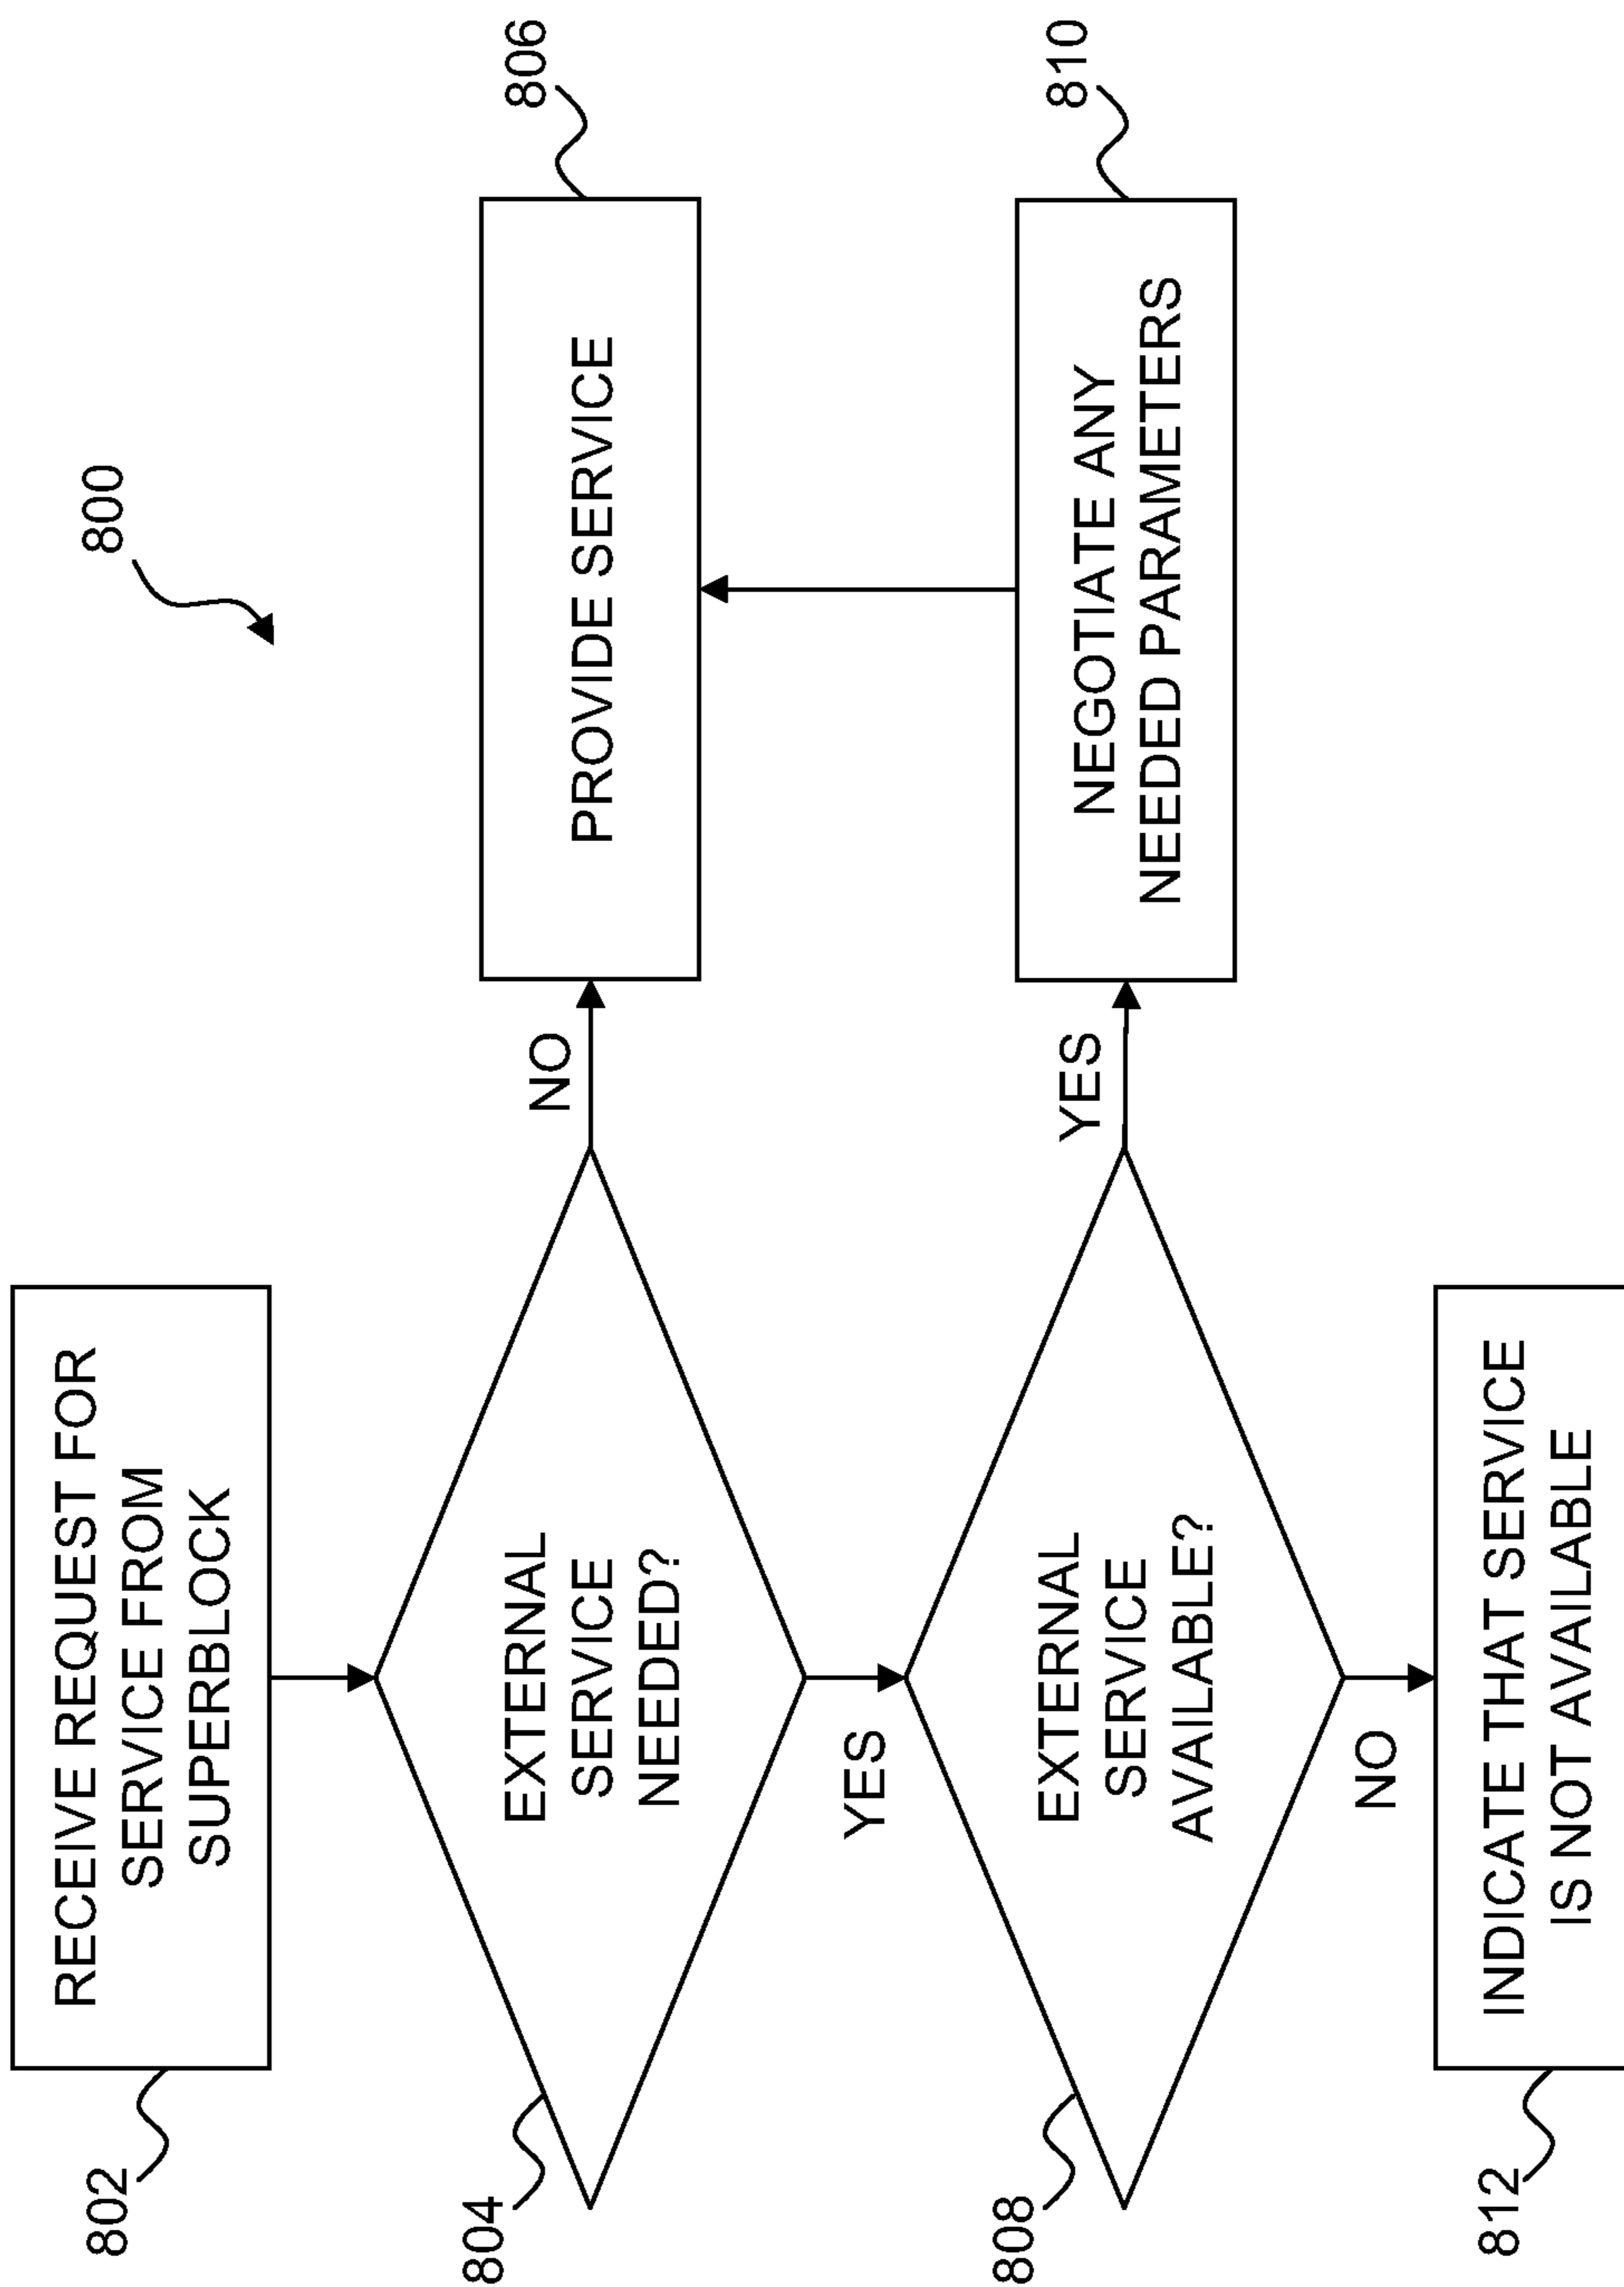 800
802
RECEIVE REQUEST FOR
SERVICE FROM
SUPERBLOCK
804
EXTERNAL
SERVICE
NEEDED?
NO
806
PROVIDE SERVICE
YES
808
EXTERNAL
SERVICE
AVAILABLE?
YES
810
NEGOTIATE ANY
NEEDED PARAMETERS
NO
812
INDICATE THAT SERVICE
IS NOT AVAILABLE